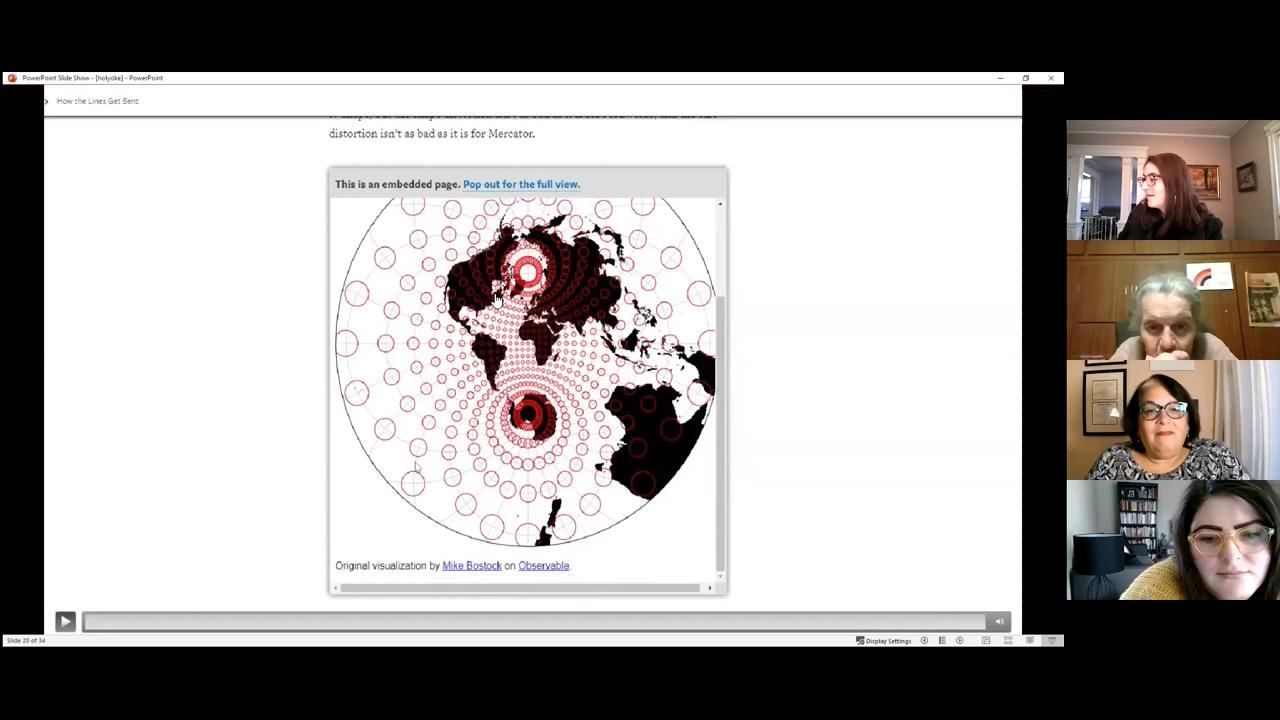 PowerPoint Slide Show - [holyoke] - PowerPoint
How the Lines Get Bent
distortion isn't as bad as it is for Mercator.
This is an embedded page. Pop out for the full view.
Original visualization by Mike Bostock on Observable.
Slide 20 of 34
Display Settings